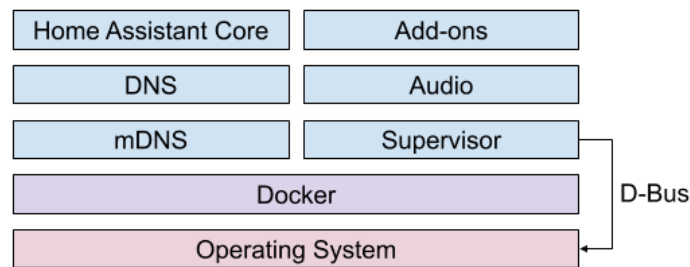 Home Assistant Core
Add-ons
DNS
Audio
mDNS
Supervisor
Docker
D-Bus
Operating System